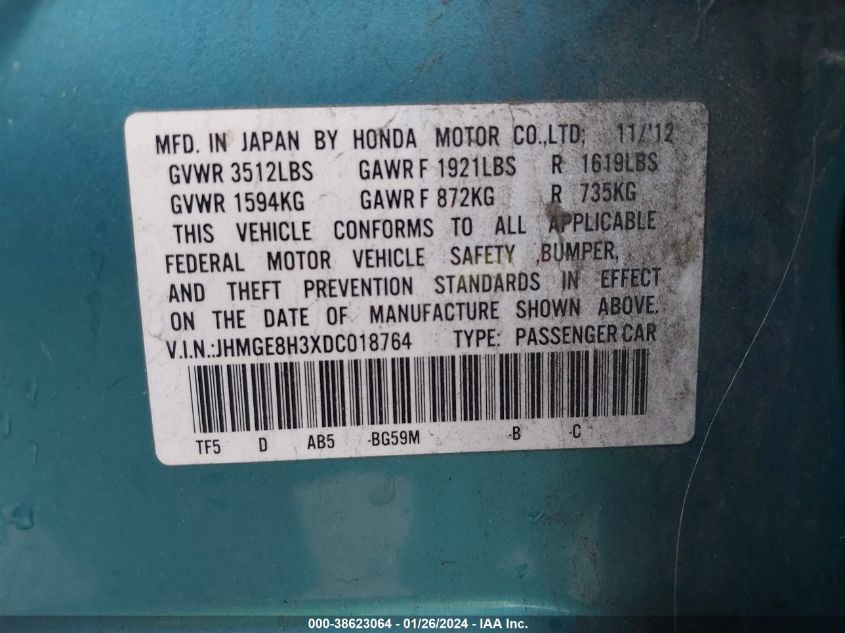 MFD. IN JAPAN BY HONDA MOTOR CO.,LTD; 11/'12
GVWR 3512LBS GAWR F 1921LBS R 1619LBS
GVWR 1594KG GAWR F 872KG R 735KG
THIS VEHICLE CONFORMS TO ALL APPLICABLE
FEDERAL MOTOR VEHICLE SAFETY ,BUMPER,
AND THEFT PREVENTION STANDARDS IN EFFECT
ON THE DATE OF MANUFACTURE SHOWN ABOVE.
V.I.N.:JHMGE8H3XDC018764 TYPE: PASSENGER CAR
TF5 D AB5 -BG59M -B -C
000-38623064 - 01/26/2024 - IAA Inc.